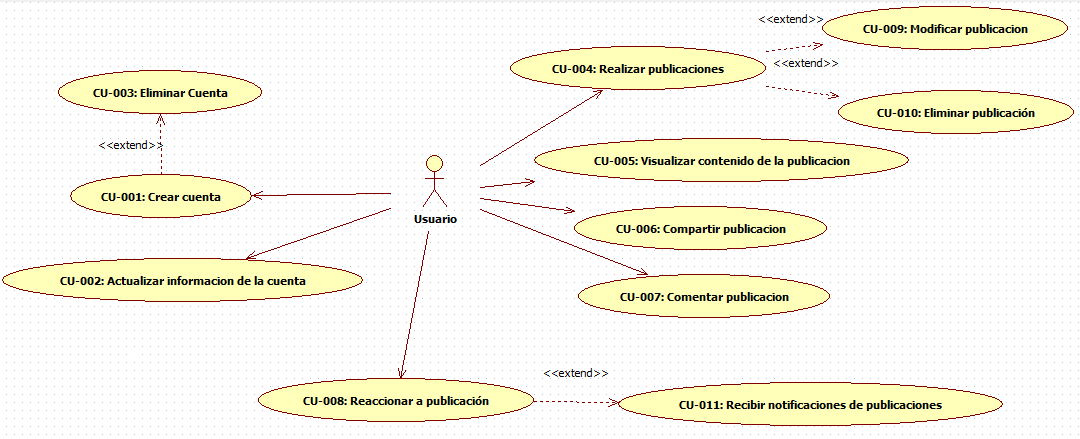 <<extend>>
CU-009: Modificar publicacion
CU-004: Realizar publicaciones
<<extend>>
CU-003: Eliminar Cuenta
CU-010: Eliminar publicación
<<extend>>
CU-005: Visualizar contenido de la publicacion
CU-001: Crear cuenta
Usuario
CU-006: Compartir publicacion
CU-002: Actualizar informacion de la cuenta
CU-007: Comentar publicacion
<<extend>>
CU-008: Reaccionar a publicación
CU-011: Recibir notificaciones de publicaciones